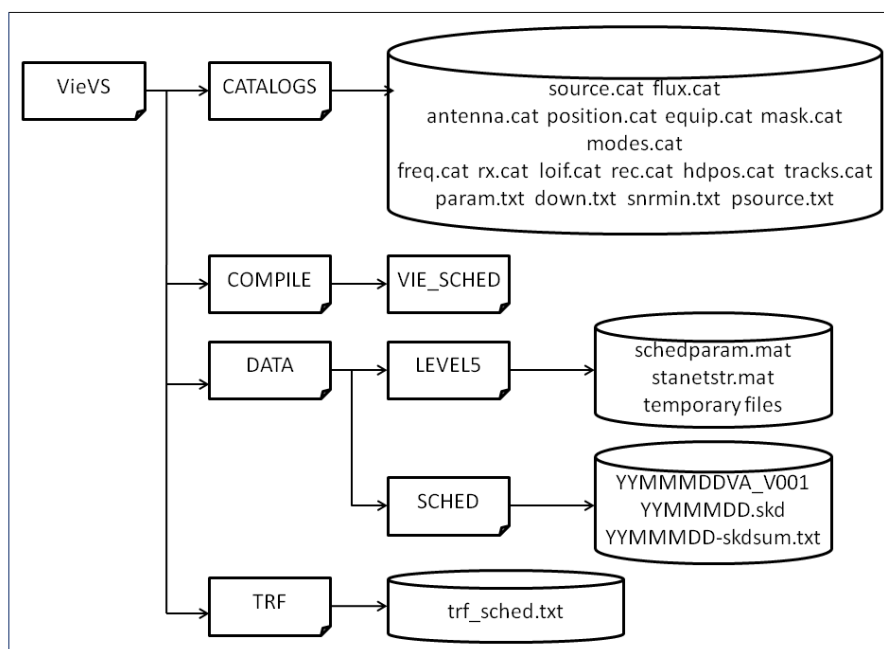 VieVS
CATALOGS
source.cat flux.cat
antenna.cat position.cat equip.cat mask.cat
modes.cat
freq.cat rx.cat loif.cat rec.cat hdpos.cat tracks.cat
param.txt down.txt snrmin.txt psource.txt
COMPILE
VIE_SCHED
DATA
LEVEL5
schedparam.mat
stanetstr.mat
temporary files
SCHED
YYMMMDDVA_V001
YYMMMDD.skd
YYMMMDD-skdsum.txt
TRF
trf_sched.txt